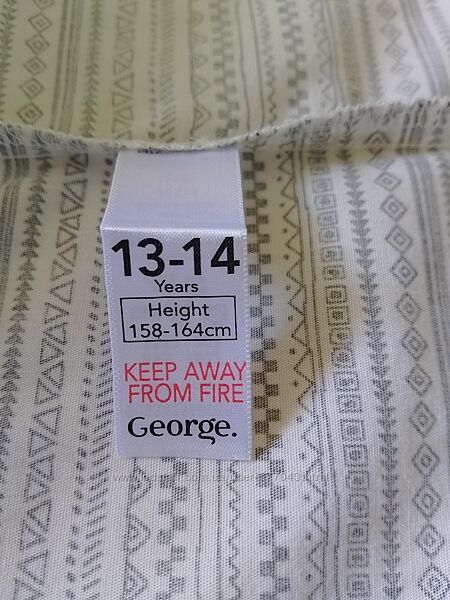 13-14
Years
Height
158-164cm
KEEP AWAY
FROM FIRE
George.